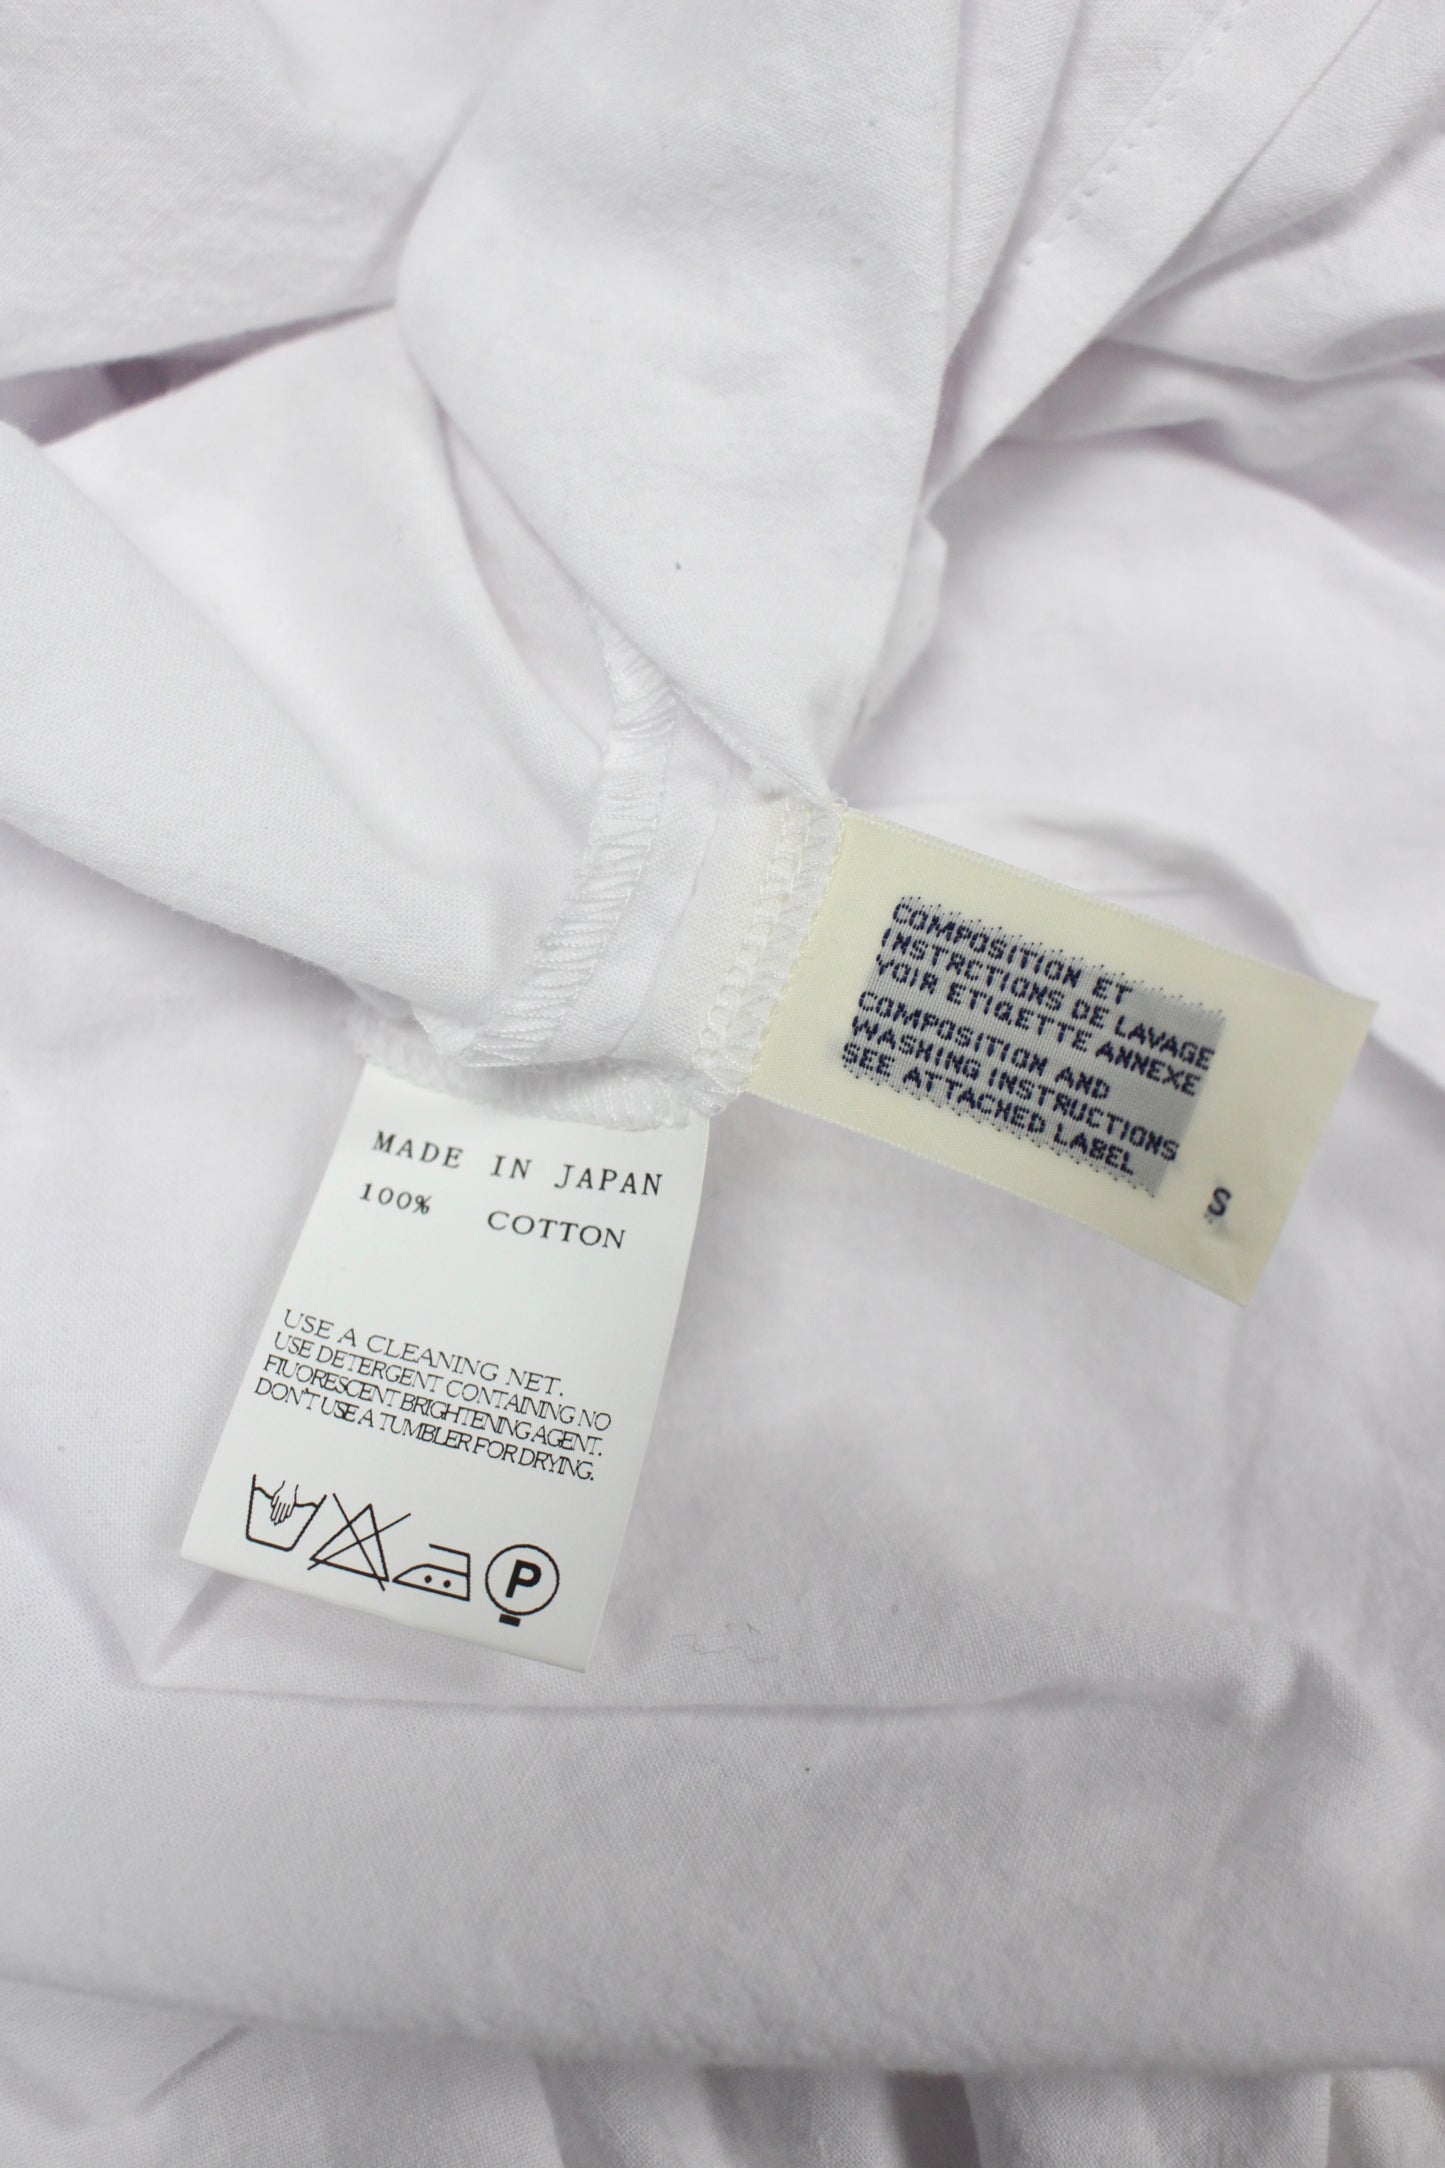 COMPOSITION ET
INSTRCTIONS DE LAVAGE
VOIR ETIQETTE ANNEXE
COMPOSITION AND
WASHING INSTRUCTIONS
SEE ATTACHED LABEL
S
MADE IN JAPAN
100% COTTON
USE A CLEANING NET.
USE DETERGENT CONTAINING NO
FIUORESCENT BRIGHTENING AGENT.
DON'T USE A TUMBLER FOR DRYING.
P